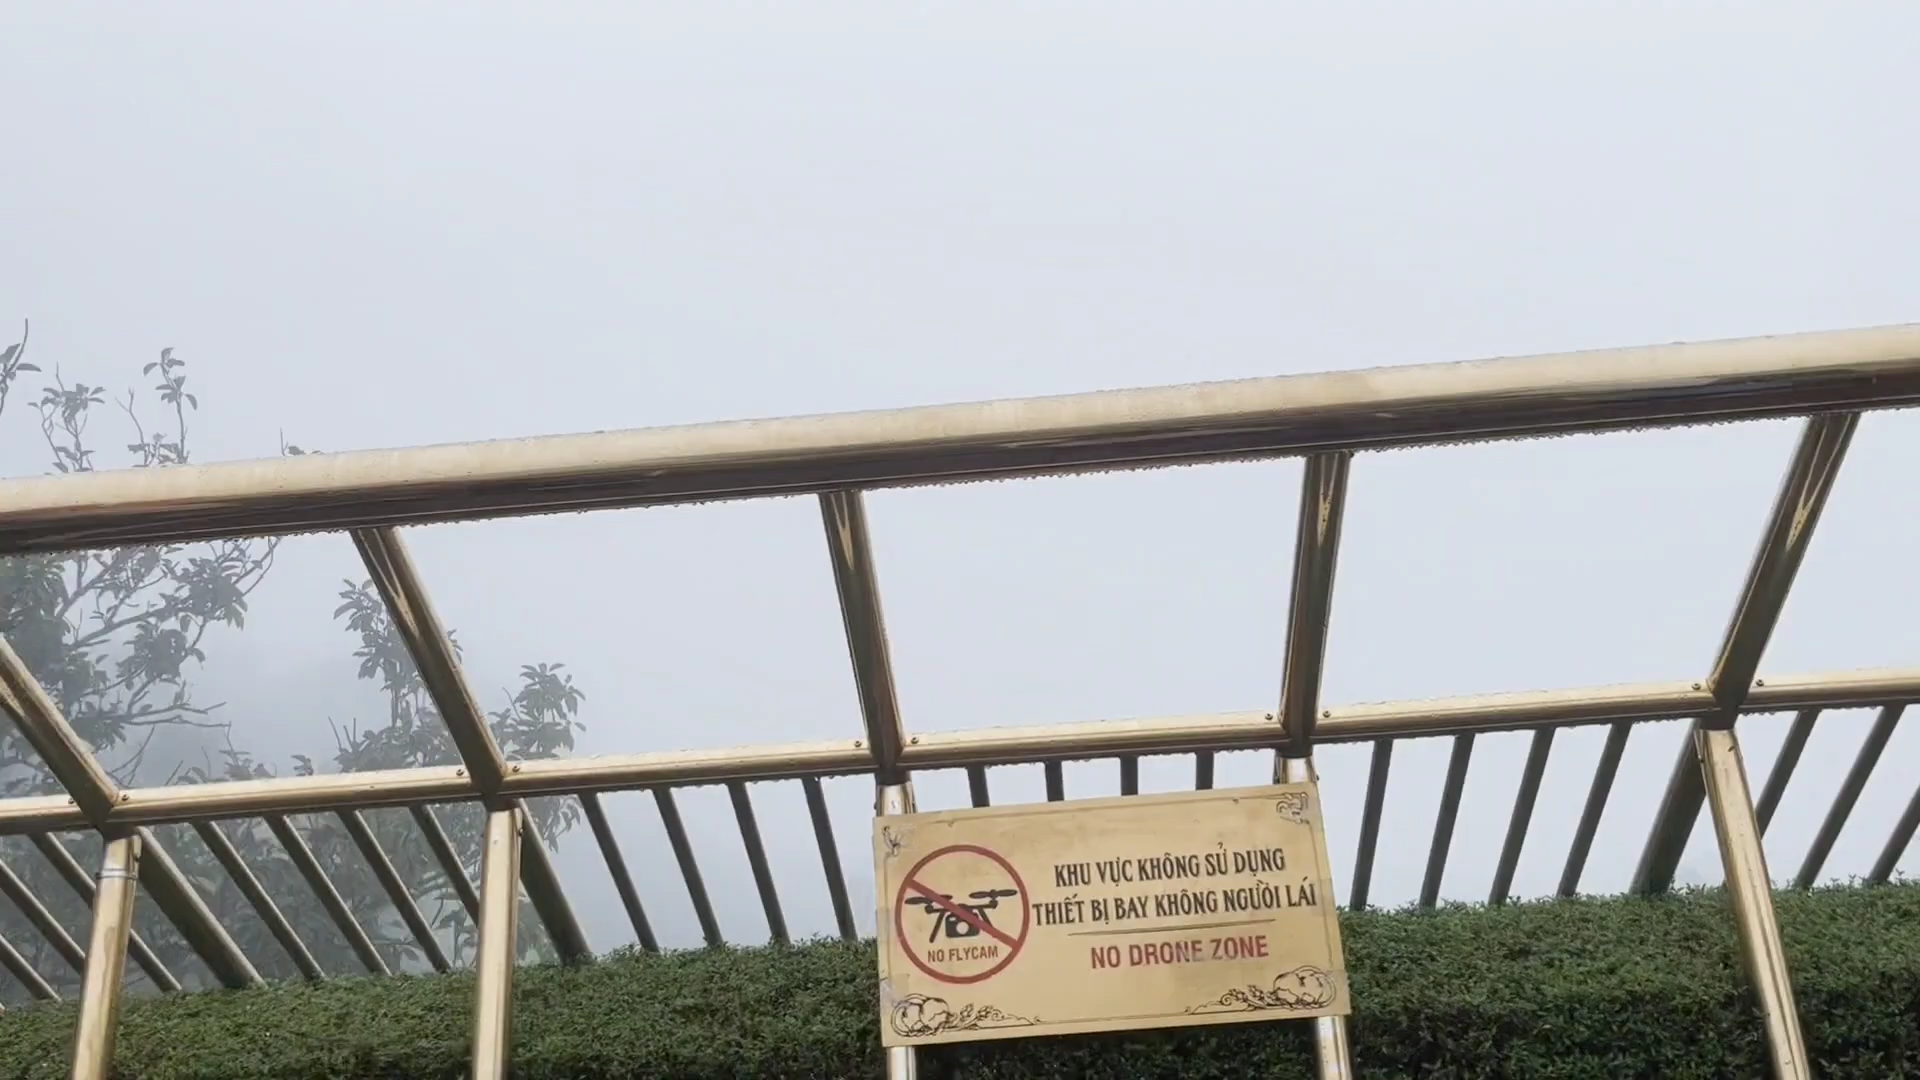 KHU VỰC KHÔNG SỬ DỤNG
THIẾT BỊ BAY KHÔNG NGƯỜI LÁI
NO DRONE ZONE
NO FLYCAM